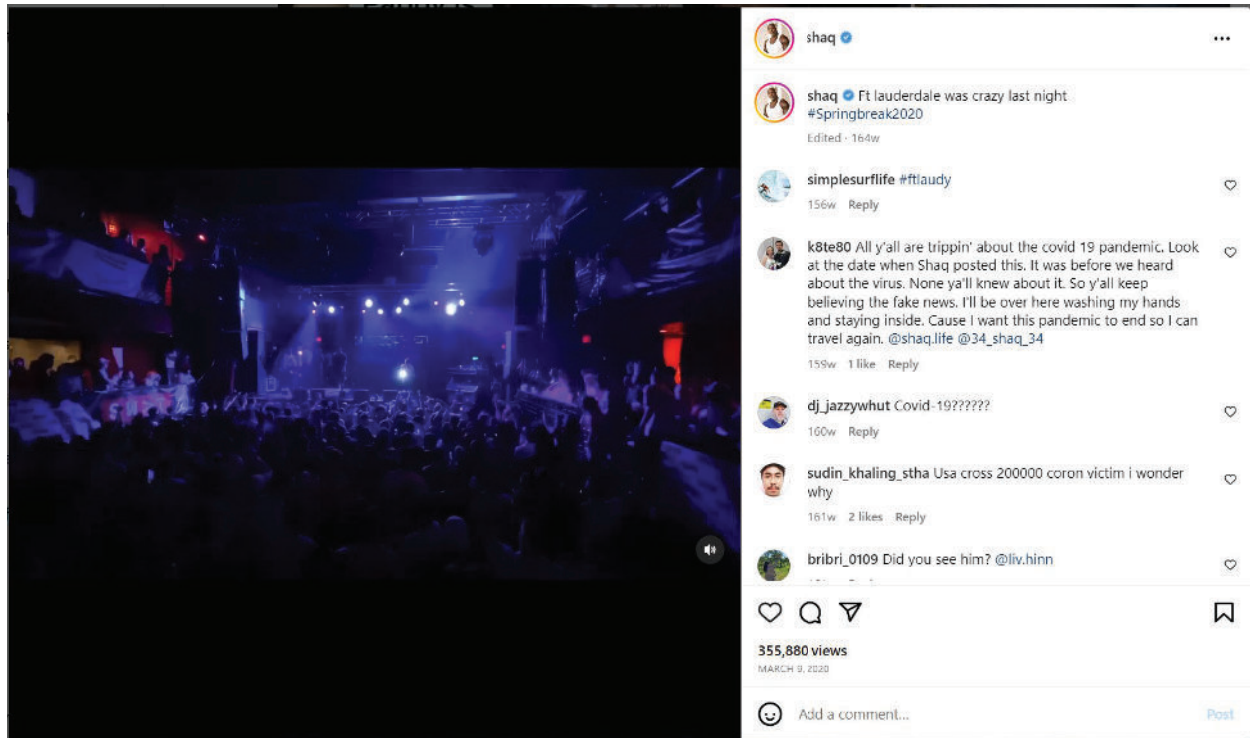 shaq
shaq Ft lauderdale was crazy last night
#Springbreak2020
Edited · 164w
simplesurflife #ftlaudy
156w Reply
k8te80 All y'all are trippin' about the covid 19 pandemic. Look
at the date when Shaq posted this. It was before we heard
about the virus. None ya'll knew about it. So y'all keep
believing the fake news. I'll be over here washing my hands
and staying inside. Cause I want this pandemic to end so I can
travel again. @shaq.life @34_shaq_34
159w 1 like Reply
dj_jazzywhut Covid-19??????
160w Reply
sudin_khaling_stha Usa cross 200000 coron victim i wonder
why
161w 2 likes Reply
bribri_0109 Did you see him? @liv.hinn
355,880 views
MARCH 9, 2020
Add a comment...
Post